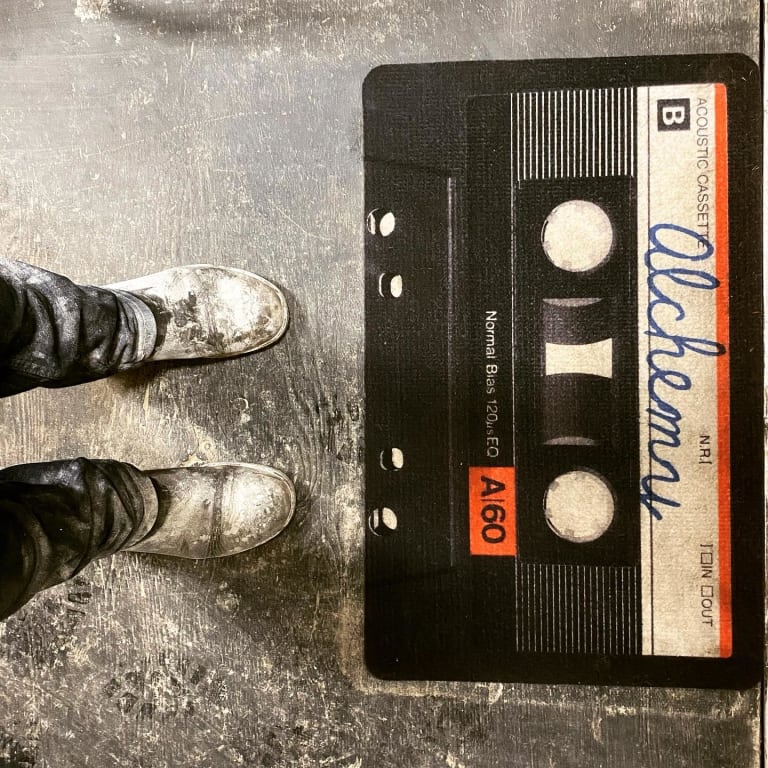 B
ACOUSTIC CASSETTE
N.R.
IN OUT
Alchemy
Normal Bias 120µs EQ
A|60